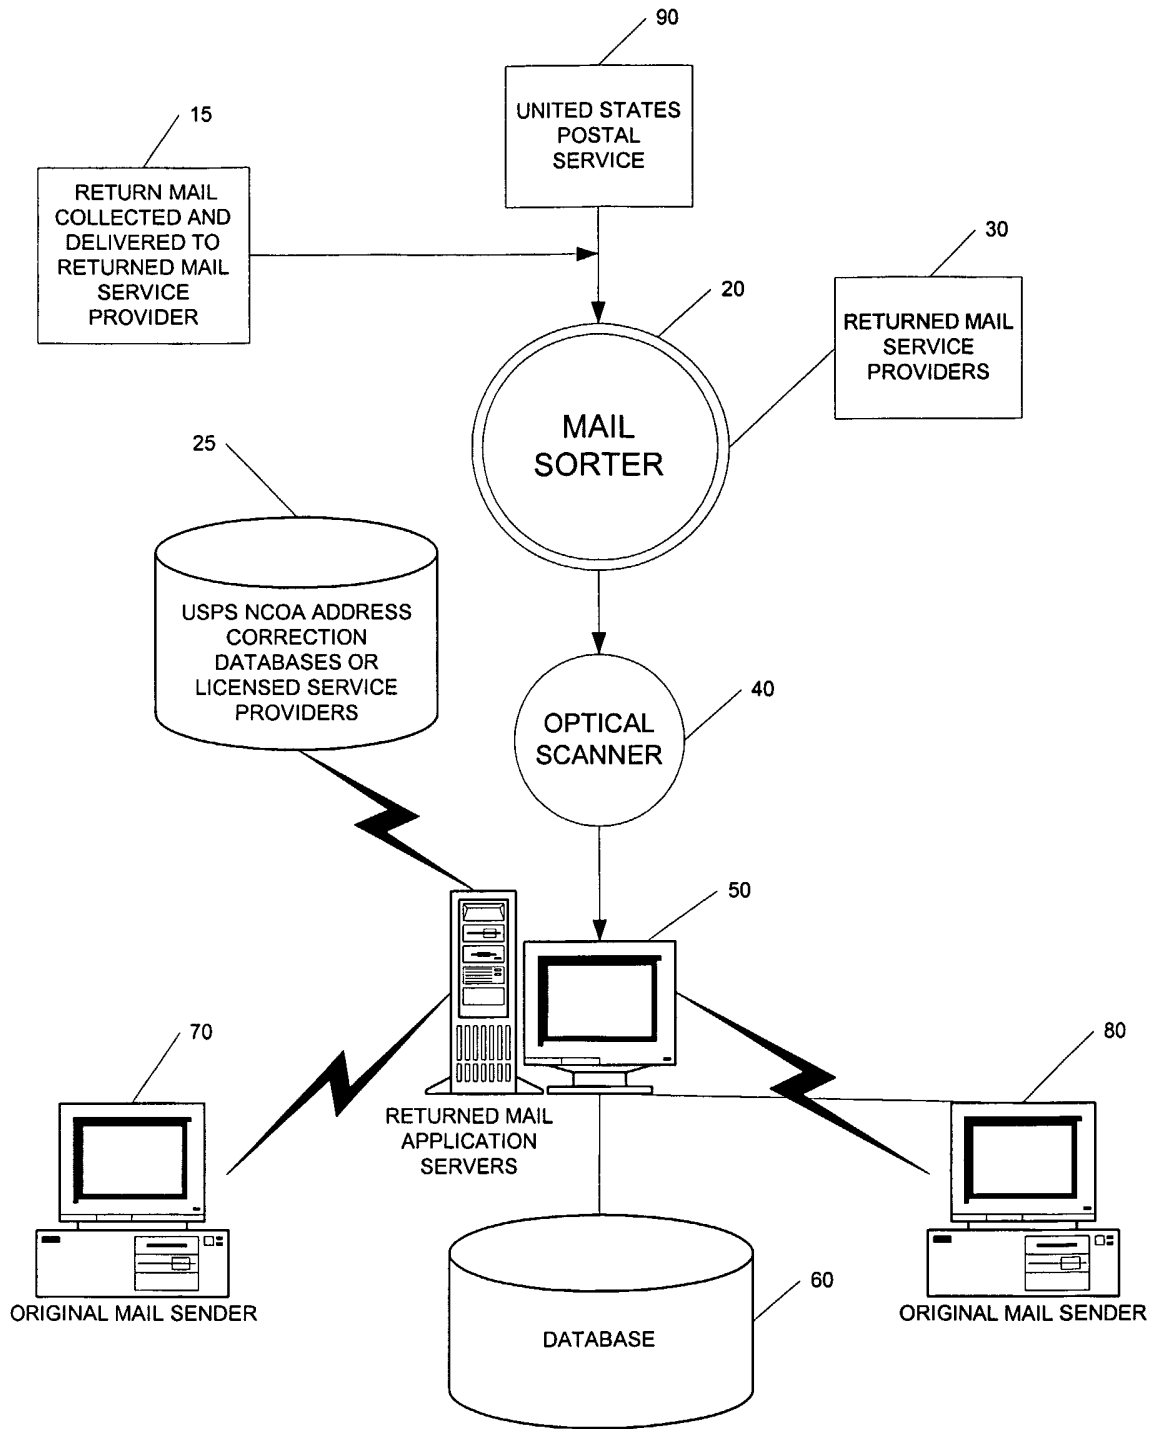 90
UNITED STATES
POSTAL
SERVICE
15
RETURN MAIL
COLLECTED AND
DELIVERED TO
RETURNED MAIL
SERVICE
PROVIDER
30
RETURNED MAIL
SERVICE
PROVIDERS
20
MAIL
SORTER
25
USPS NCOA ADDRESS
CORRECTION
DATABASES OR
LICENSED SERVICE
PROVIDERS
40
OPTICAL
SCANNER
50
RETURNED MAIL
APPLICATION
SERVERS
70
ORIGINAL MAIL SENDER
80
ORIGINAL MAIL SENDER
60
DATABASE